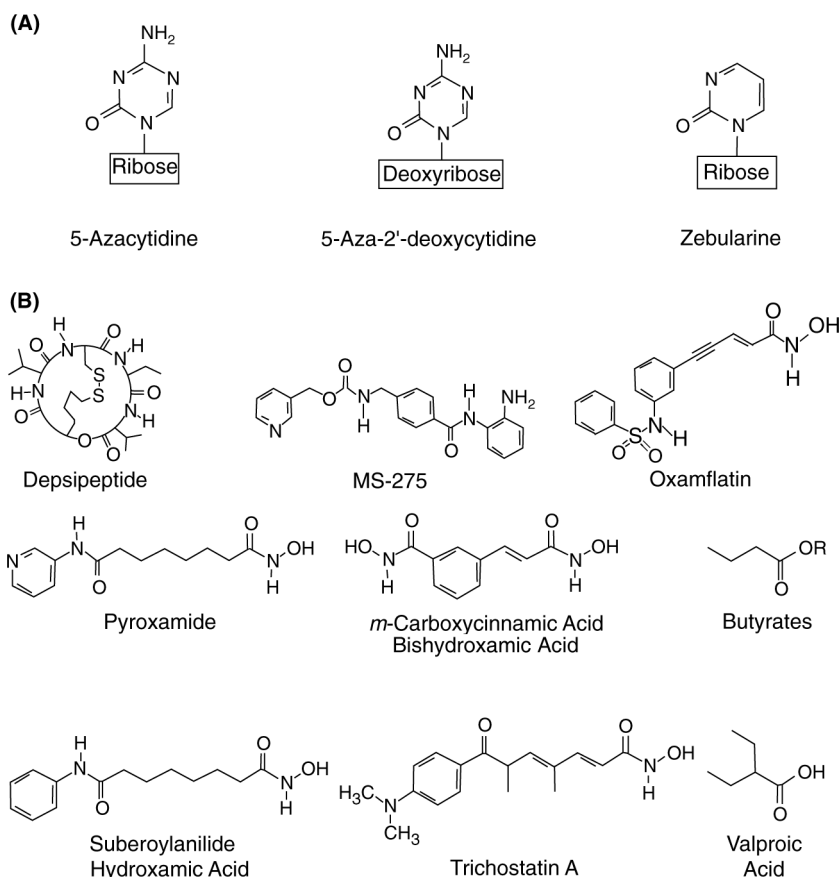 (A)
NH2 NH2
N N N N N
O N O N O N
Ribose Deoxyribose Ribose
5-Azacytidine 5-Aza-2'-deoxycytidine Zebularine
(B)
H O O OH
O N N H N
S H
H N S O O H NH2
O N O N N N
O H N H O S N H
O O O
Depsipeptide MS-275 Oxamflatin
H O O O
N N N OH HO N N OH OR
O H H H O
Pyroxamide m-Carboxycinnamic Acid Butyrates
Bishydroxamic Acid
H O O O
N N OH N OH OH
O H H3C N H O
CH3
Suberoylanilide Valproic
Hydroxamic Acid Trichostatin A Acid